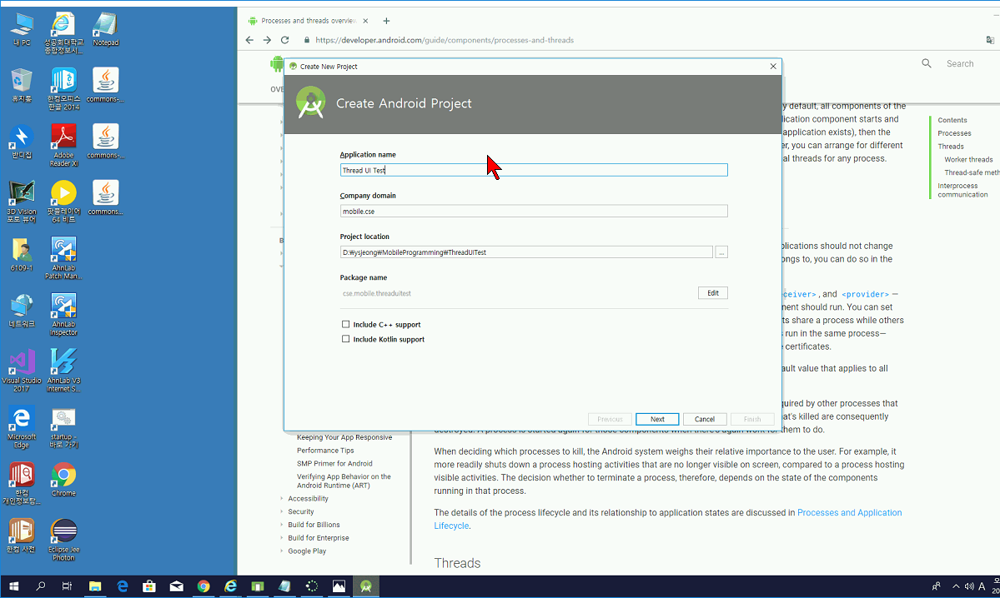 내 PC
성공회대학교
종합정보시...
Notepad
휴지통
한컴오피스
한글 2014
commons-...
반디집
Adobe
Reader XI
commons-...
3D Vision
포토 뷰어
팟플레이어
64 비트
commons...
6109-1
AhnLab
Patch Man...
네트워크
AhnLab
Inspector
Visual Studio
2017
AhnLab V3
Internet S...
Microsoft
Edge
startup -
바로 가기
한컴
개인정보탐...
Chrome
한컴 사전
Eclipse Jee
Photon
Processes and threads overview
https://developer.android.com/guide/components/processes-and-threads
Search
OVE
Create New Project
Create Android Project
Application name
Thread UI Test
Company domain
mobile.cse
Project location
D:₩ysjeong₩MobileProgramming₩ThreadUITest
...
Package name
cse.mobile.threaduitest
Edit
Include C++ support
Include Kotlin support
Previous
Next
Cancel
Finish
y default, all components of the
lication component starts and
application exists), then the
er, you can arrange for different
al threads for any process.
Contents
Processes
Threads
Worker threads
Thread-safe meth
Interprocess
communication
plications should not change
ongs to, you can do so in the
eceiver>, and <provider> —
nent should run. You can set
ts share a process while others
s run in the same process—
e certificates.
ault value that applies to all
quired by other processes that
at's killed are consequently
destroyed. A process is started again for those components when there's again work for them to do.
When deciding which processes to kill, the Android system weighs their relative importance to the user. For example, it
more readily shuts down a process hosting activities that are no longer visible on screen, compared to a process hosting
visible activities. The decision whether to terminate a process, therefore, depends on the state of the components
running in that process.
The details of the process lifecycle and its relationship to application states are discussed in Processes and Application
Lifecycle.
Threads
Keeping Your App Responsive
Performance Tips
SMP Primer for Android
Verifying App Behavior on the
Android Runtime (ART)
Accessibility
Security
Build for Billions
Build for Enterprise
Google Play
A
오
20